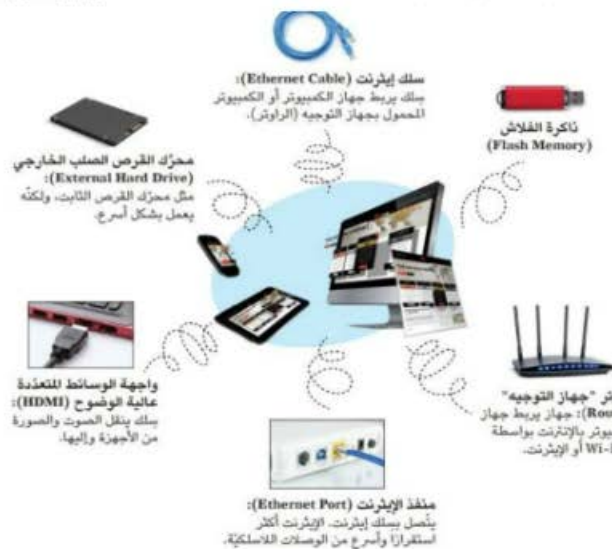 سلك إيثرنت (Ethernet Cable):
سلك يربط جهاز الكمبيوتر أو الكمبيوتر
المحمول بجهاز التوجيه (الراوتر).
ذاكرة الفلاش
(Flash Memory)
محرّك القرص الصلب الخارجي
(External Hard Drive):
مثل محرّك القرص الثابت، ولكنّه
يعمل بشكل أسرع.
"جهاز التوجيه"
جهاز يربط جهاز
بالإنترنت بواسطة
أو الإيثرنت.
واجهة الوسائط المتعدّدة
عالية الوضوح (HDMI):
سلك ينقل الصوت والصورة
من الأجهزة وإليها.
منفذ الإيثرنت (Ethernet Port):
يتّصل بسلك إيثرنت. الإيثرنت أكثر
استقرارًا وأسرع من الوصلات اللاسلكيّة.